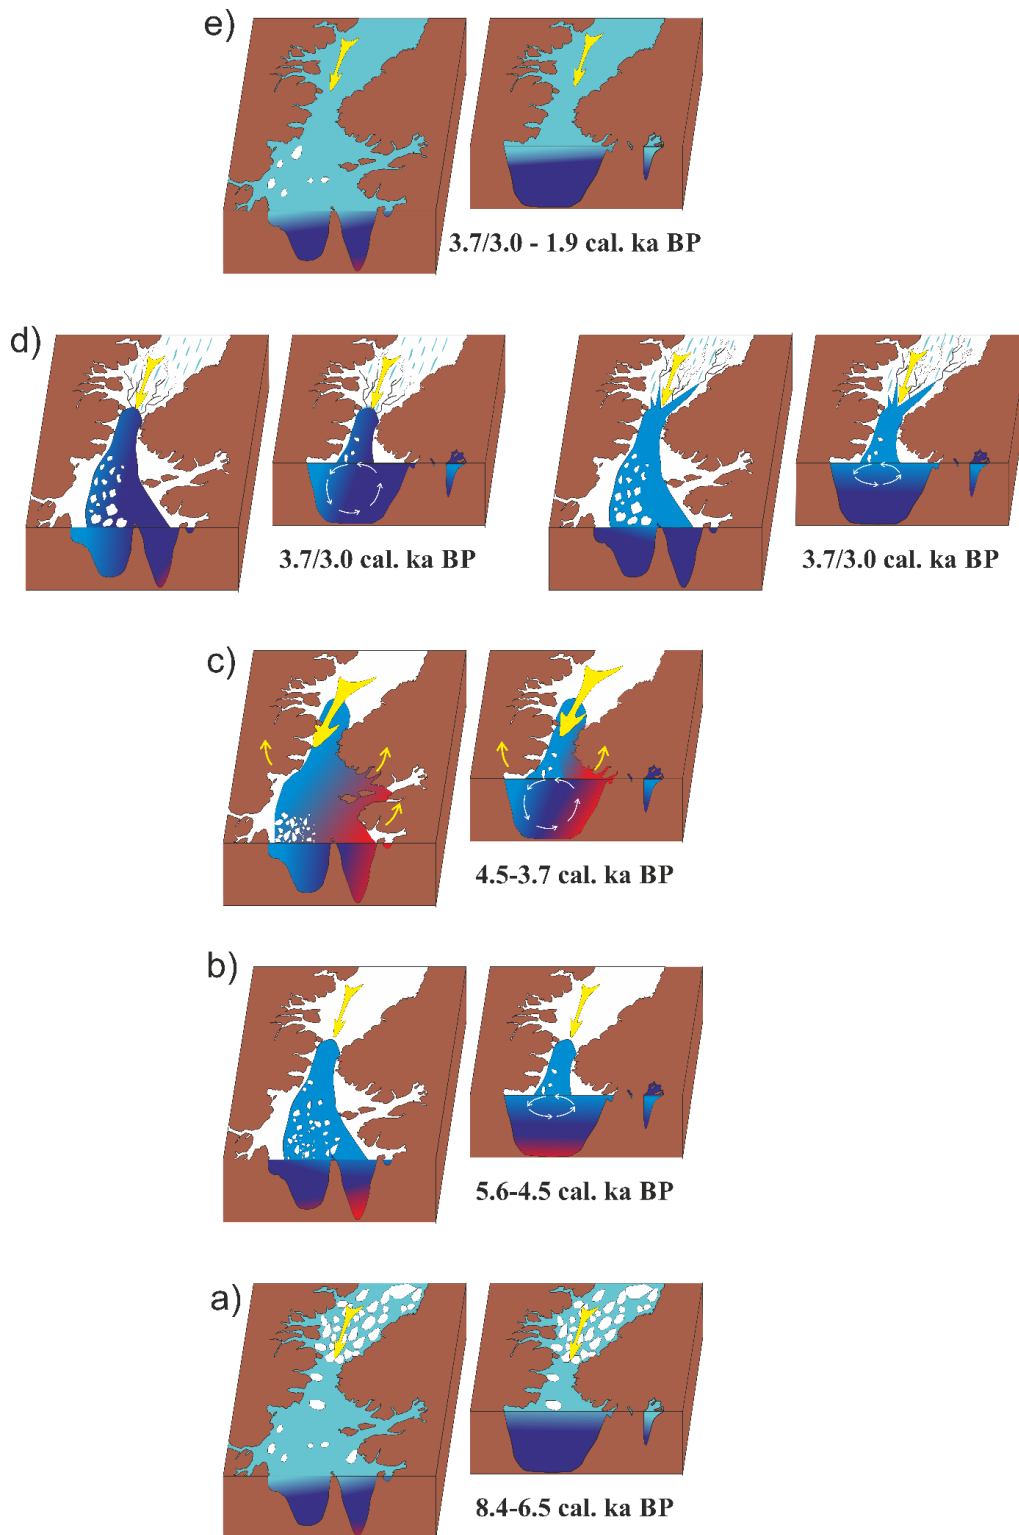 e)
3.7/3.0 - 1.9 cal. ka BP
d)
3.7/3.0 cal. ka BP
3.7/3.0 cal. ka BP
c)
4.5-3.7 cal. ka BP
b)
5.6-4.5 cal. ka BP
a)
8.4-6.5 cal. ka BP